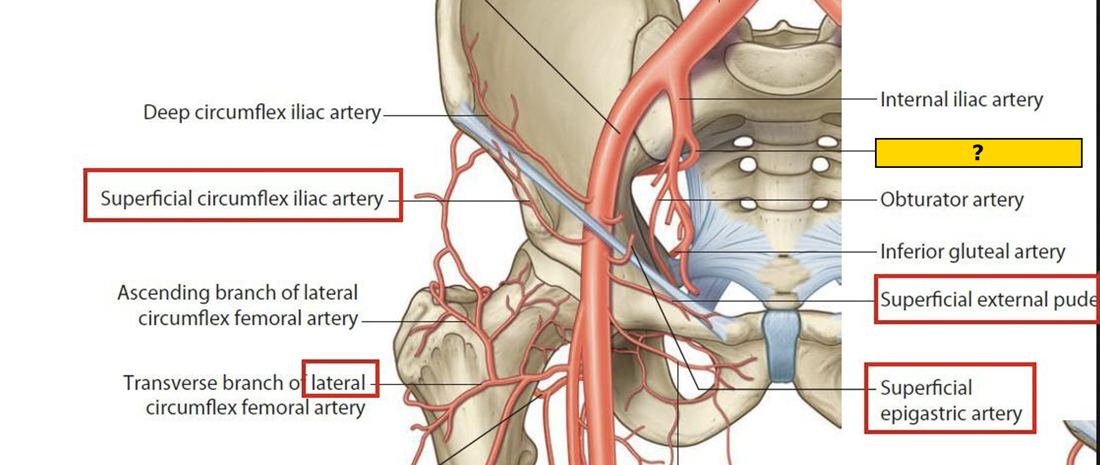 Deep circumflex iliac artery
Superficial circumflex iliac artery
Ascending branch of lateral
circumflex femoral artery
Transverse branch of lateral
circumflex femoral artery
Internal iliac artery
?
Obturator artery
Inferior gluteal artery
Superficial external pude
Superficial
epigastric artery